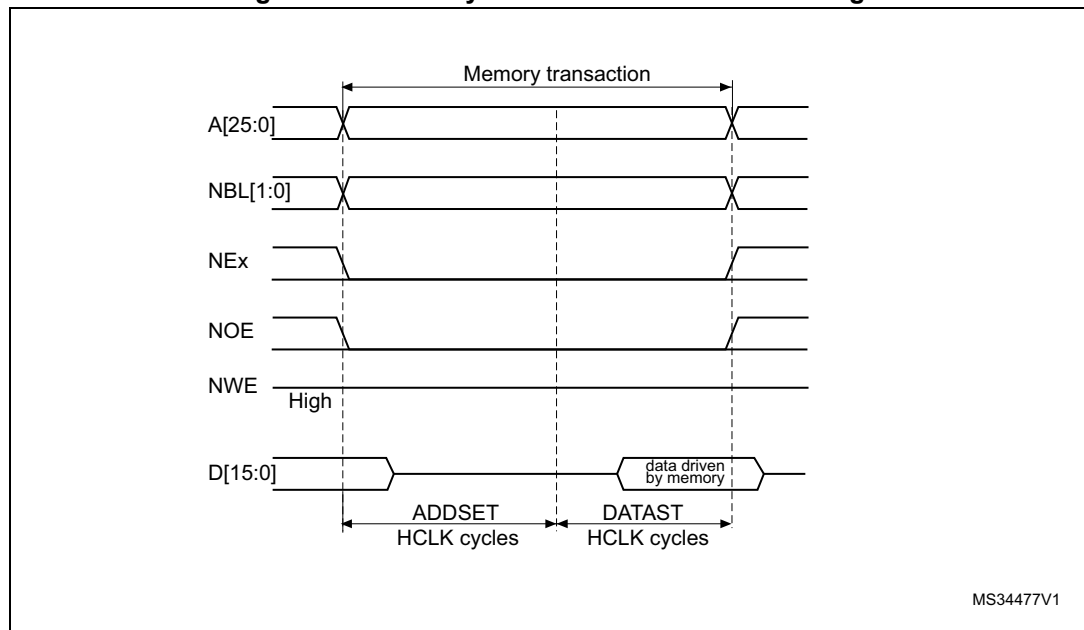 Memory transaction
A[25:0]
NBL[1:0]
NEx
NOE
NWE
High
D[15:0]
data driven
by memory
ADDSET
DATAST
HCLK cycles
HCLK cycles
MS34477V1